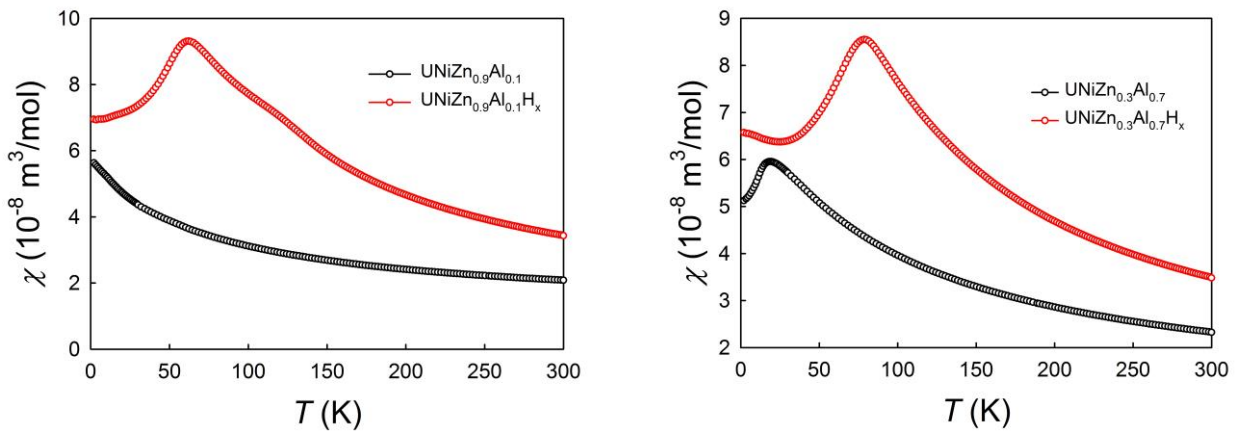 10
8
6
4
2
0
χ (10⁻⁸ m³/mol)
UNiZn₀.₉Al₀.₁
UNiZn₀.₉Al₀.₁Hₓ
0 50 100 150 200 250 300
T (K)
9
8
7
6
5
4
3
2
χ (10⁻⁸ m³/mol)
UNiZn₀.₃Al₀.₇
UNiZn₀.₃Al₀.₇Hₓ
0 50 100 150 200 250 300
T (K)